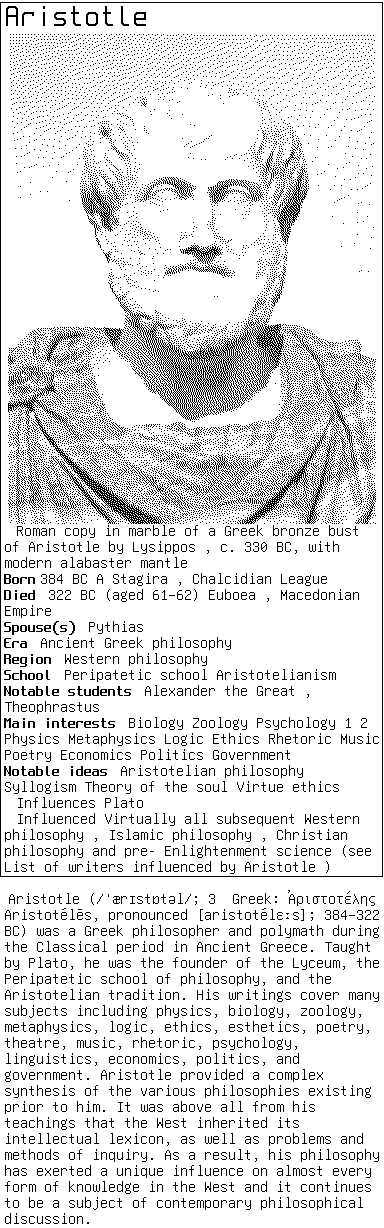 Aristotle
Roman copy in marble of a Greek bronze bust
of Aristotle by Lysippos , c. 330 BC, with
modern alabaster mantle
Born 384 BC A Stagira , Chalcidian League
Died 322 BC (aged 61–62) Euboea , Macedonian
Empire
Spouse(s) Pythias
Era Ancient Greek philosophy
Region Western philosophy
School Peripatetic school Aristotelianism
Notable students Alexander the Great ,
Theophrastus
Main interests Biology Zoology Psychology 1 2
Physics Metaphysics Logic Ethics Rhetoric Music
Poetry Economics Politics Government
Notable ideas Aristotelian philosophy
Syllogism Theory of the soul Virtue ethics
Influences Plato
Influenced Virtually all subsequent Western
philosophy , Islamic philosophy , Christian
philosophy and pre- Enlightenment science (see
List of writers influenced by Aristotle )
Aristotle (/ˈærɪstɒtəl/; 3 Greek: Ἀριστοτέλης
Aristotélēs, pronounced [aristotéleːs]; 384–322
BC) was a Greek philosopher and polymath during
the Classical period in Ancient Greece. Taught
by Plato, he was the founder of the Lyceum, the
Peripatetic school of philosophy, and the
Aristotelian tradition. His writings cover many
subjects including physics, biology, zoology,
metaphysics, logic, ethics, esthetics, poetry,
theatre, music, rhetoric, psychology,
linguistics, economics, politics, and
government. Aristotle provided a complex
synthesis of the various philosophies existing
prior to him. It was above all from his
teachings that the West inherited its
intellectual lexicon, as well as problems and
methods of inquiry. As a result, his philosophy
has exerted a unique influence on almost every
form of knowledge in the West and it continues
to be a subject of contemporary philosophical
discussion.